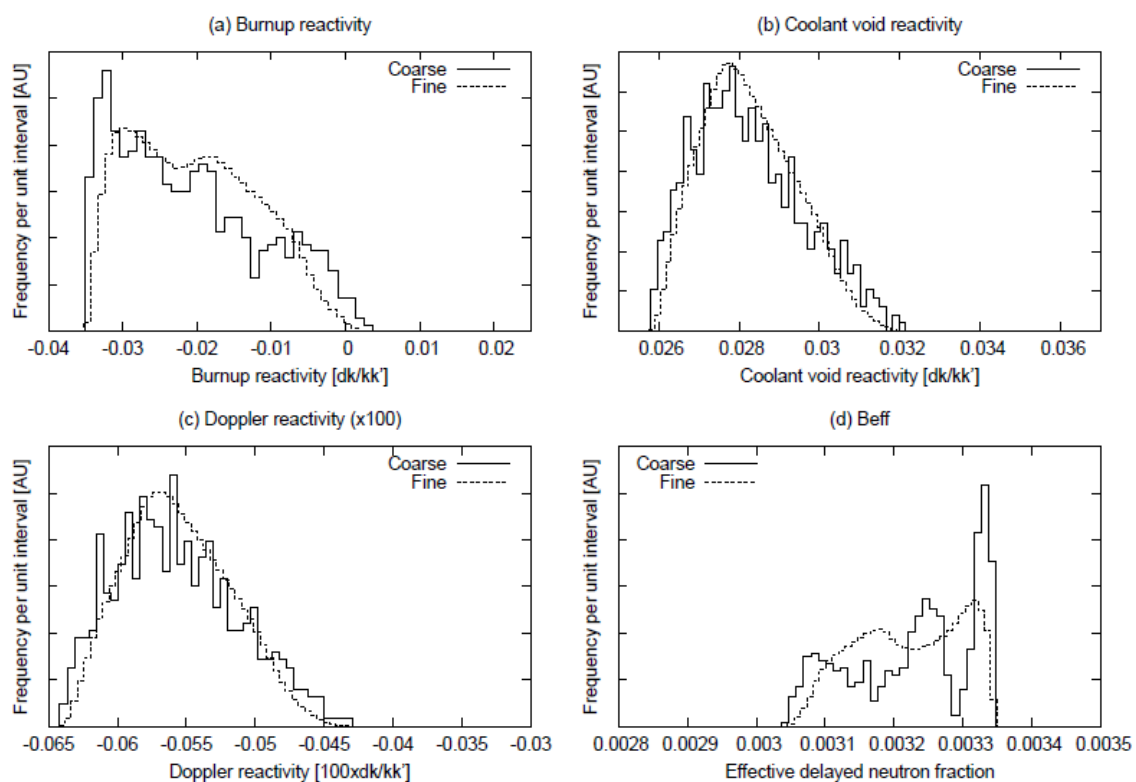 (a) Burnup reactivity
Frequency per unit interval [AU]
Coarse
Fine
-0.04 -0.03 -0.02 -0.01 0 0.01 0.02
Burnup reactivity [dk/kk']
(b) Coolant void reactivity
Frequency per unit interval [AU]
Coarse
Fine
0.026 0.028 0.03 0.032 0.034 0.036
Coolant void reactivity [dk/kk']
(c) Doppler reactivity (x100)
Frequency per unit interval [AU]
Coarse
Fine
-0.065 -0.06 -0.055 -0.05 -0.045 -0.04 -0.035 -0.03
Doppler reactivity [100xdk/kk']
(d) Beff
Frequency per unit interval [AU]
Coarse
Fine
0.0028 0.0029 0.003 0.0031 0.0032 0.0033 0.0034 0.0035
Effective delayed neutron fraction